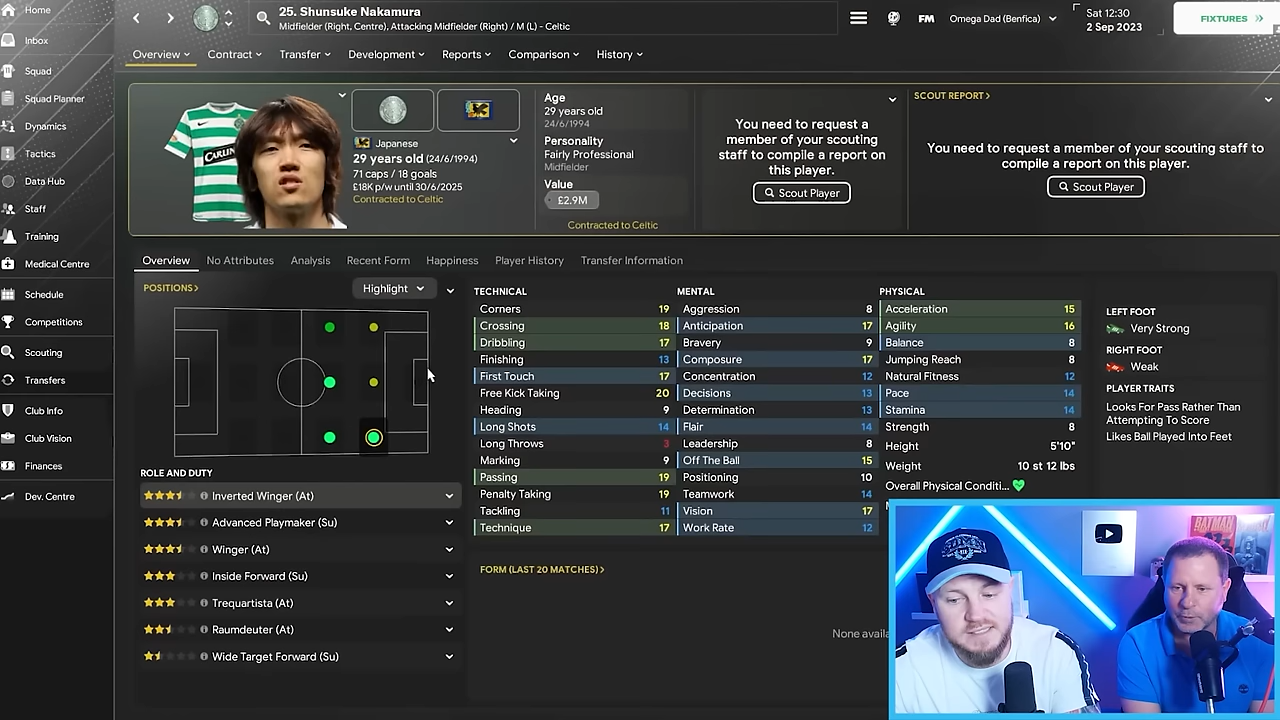 Home
Inbox
Squad
Squad Planner
Dynamics
Tactics
Data Hub
Staff
Training
Medical Centre
Schedule
Competitions
Scouting
Transfers
Club Info
Club Vision
Finances
Dev. Centre
25. Shunsuke Nakamura
Midfielder (Right, Centre), Attacking Midfielder (Right) / M (L) - Celtic
FM
Omega Dad (Benfica)
Sat 12:30
2 Sep 2023
FIXTURES
Overview
Contract
Transfer
Development
Reports
Comparison
History
CARLING
Japanese
29 years old (24/6/1994)
71 caps / 18 goals
£18K p/w until 30/6/2025
Contracted to Celtic
Age
29 years old
24/6/1994
Personality
Fairly Professional
Midfielder
Value
£2.9M
Contracted to Celtic
You need to request a
member of your scouting
staff to compile a report on
this player.
Scout Player
SCOUT REPORT>
You need to request a member of your scouting staff to
compile a report on this player.
Scout Player
Overview
No Attributes
Analysis
Recent Form
Happiness
Player History
Transfer Information
POSITIONS>
Highlight
ROLE AND DUTY
Inverted Winger (At)
Advanced Playmaker (Su)
Winger (At)
Inside Forward (Su)
Trequartista (At)
Raumdeuter (At)
Wide Target Forward (Su)
TECHNICAL
Corners 19
Crossing 18
Dribbling 17
Finishing 13
First Touch 17
Free Kick Taking 20
Heading 9
Long Shots 14
Long Throws 3
Marking 9
Passing 19
Penalty Taking 19
Tackling 11
Technique 17
MENTAL
Aggression 8
Anticipation 17
Bravery 9
Composure 17
Concentration 12
Decisions 13
Determination 13
Flair 14
Leadership 8
Off The Ball 15
Positioning 10
Teamwork 14
Vision 17
Work Rate 12
PHYSICAL
Acceleration 15
Agility 16
Balance 8
Jumping Reach 8
Natural Fitness 12
Pace 14
Stamina 14
Strength 8
Height 5'10"
Weight 10 st 12 lbs
Overall Physical Conditi...
LEFT FOOT
Very Strong
RIGHT FOOT
Weak
PLAYER TRAITS
Looks For Pass Rather Than
Attempting To Score
Likes Ball Played Into Feet
FORM (LAST 20 MATCHES)>
None availa
BATMAN